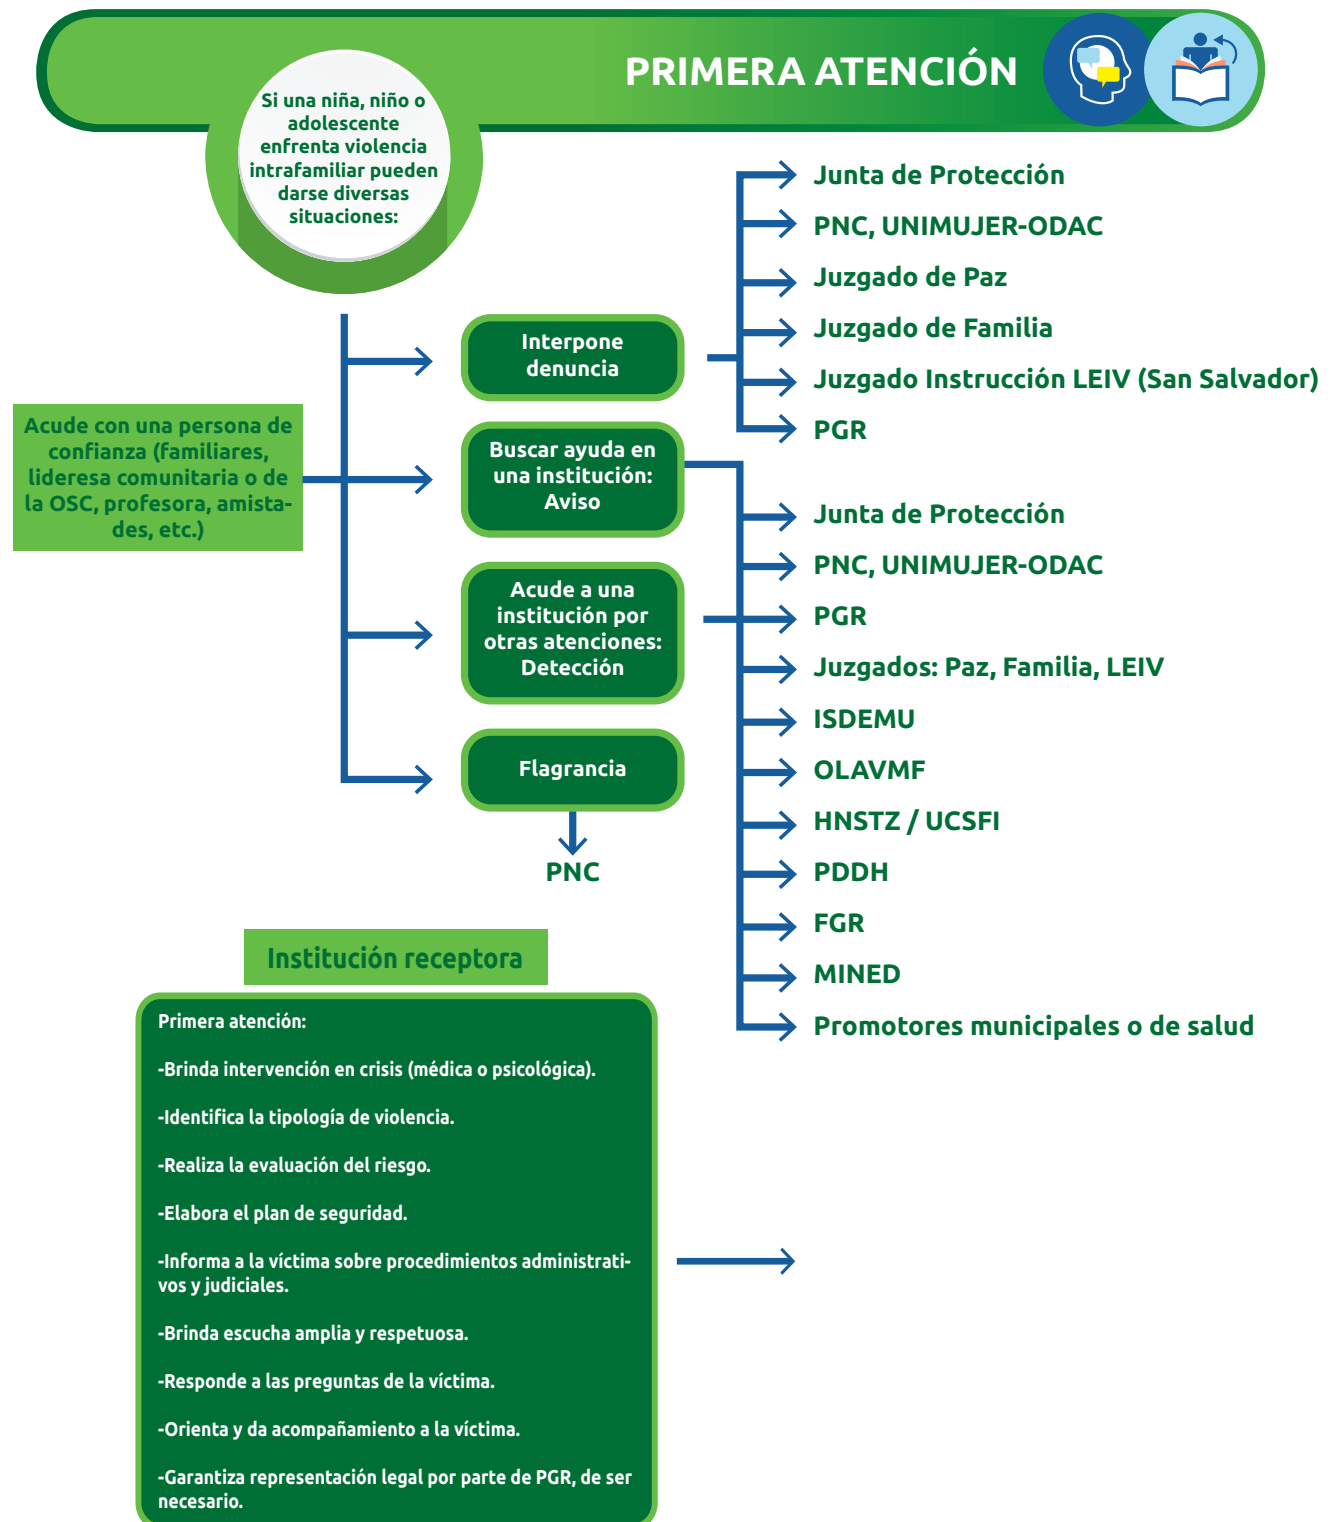 PRIMERA ATENCIÓN
Si una niña, niño o
adolescente
enfrenta violencia
intrafamiliar pueden
darse diversas
situaciones:
Acude con una persona de
confianza (familiares,
lideresa comunitaria o de
la OSC, profesora, amista-
des, etc.)
Interpone
denuncia
Junta de Protección
PNC, UNIMUJER-ODAC
Juzgado de Paz
Juzgado de Familia
Juzgado Instrucción LEIV (San Salvador)
PGR
Buscar ayuda en
una institución:
Aviso
Acude a una
institución por
otras atenciones:
Detección
Junta de Protección
PNC, UNIMUJER-ODAC
PGR
Juzgados: Paz, Familia, LEIV
ISDEMU
OLAVMF
HNSTZ / UCSFI
PDDH
FGR
MINED
Promotores municipales o de salud
Flagrancia
PNC
Institución receptora
Primera atención:
-Brinda intervención en crisis (médica o psicológica).
-Identifica la tipología de violencia.
-Realiza la evaluación del riesgo.
-Elabora el plan de seguridad.
-Informa a la víctima sobre procedimientos administrati-
vos y judiciales.
-Brinda escucha amplia y respetuosa.
-Responde a las preguntas de la víctima.
-Orienta y da acompañamiento a la víctima.
-Garantiza representación legal por parte de PGR, de ser
necesario.